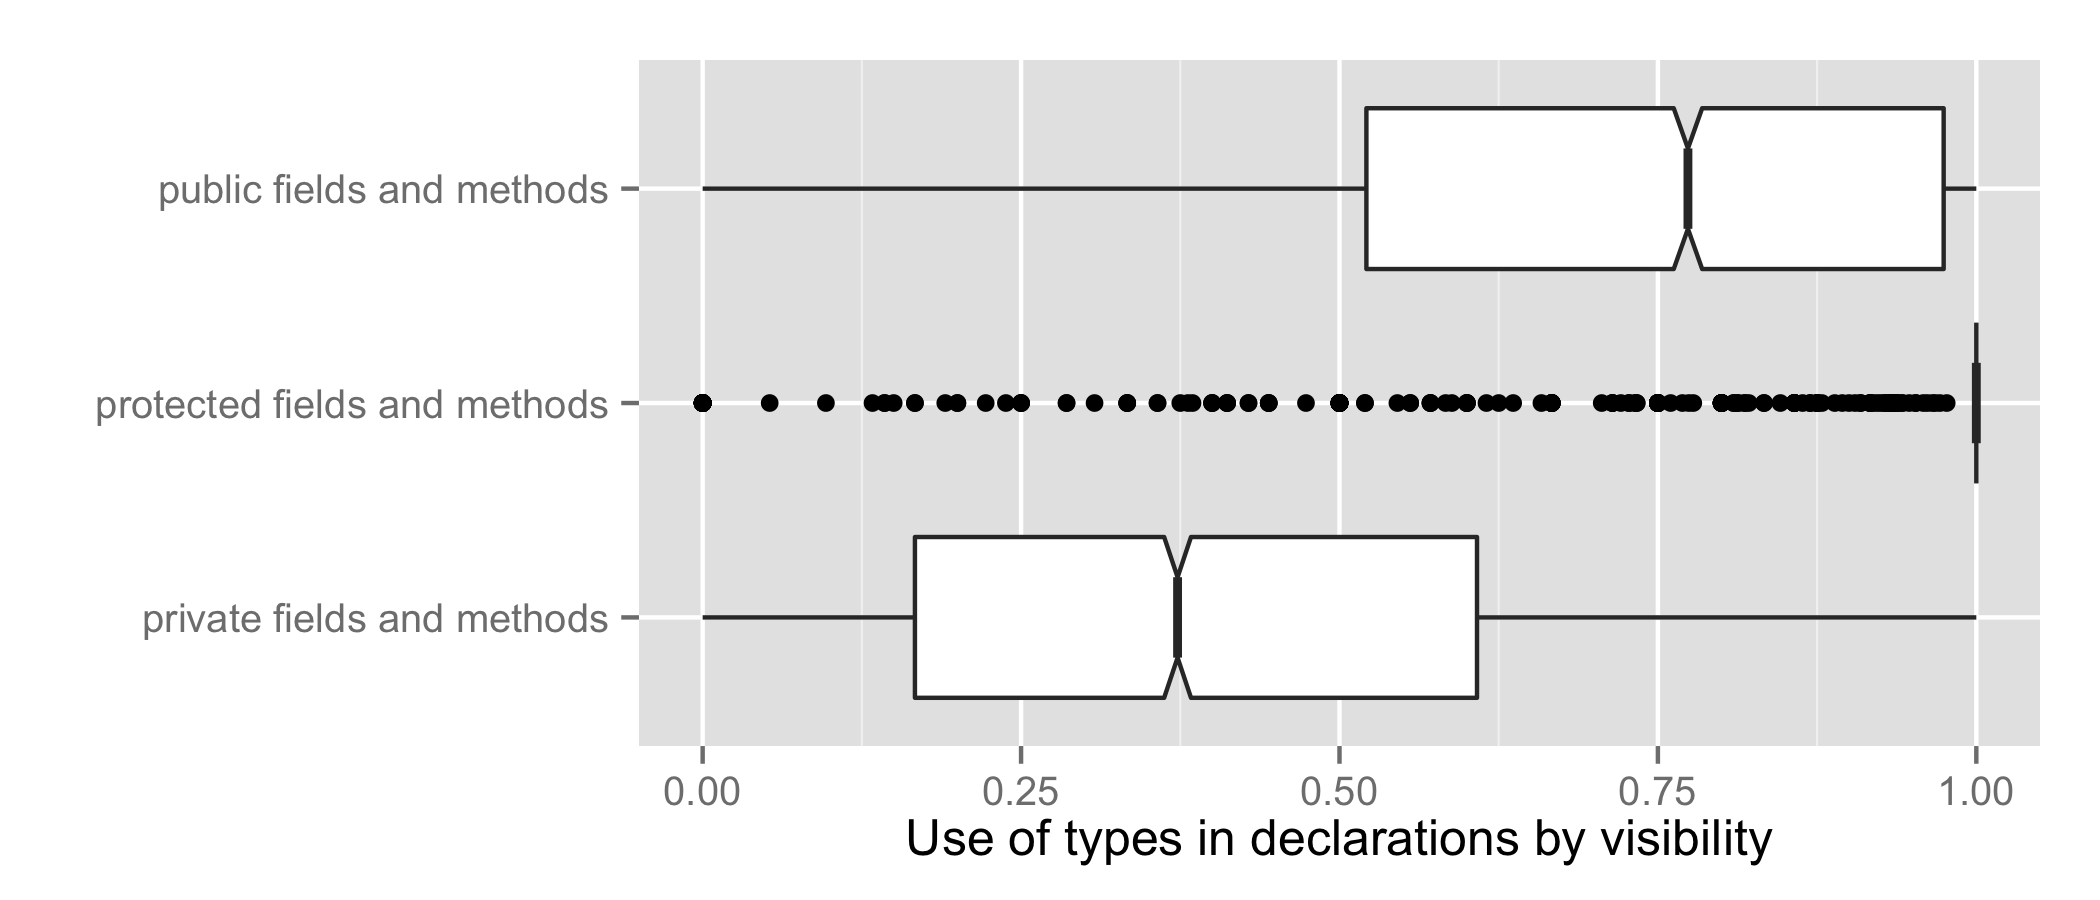 public fields and methods
protected fields and methods
private fields and methods
0.00 0.25 0.50 0.75 1.00
Use of types in declarations by visibility